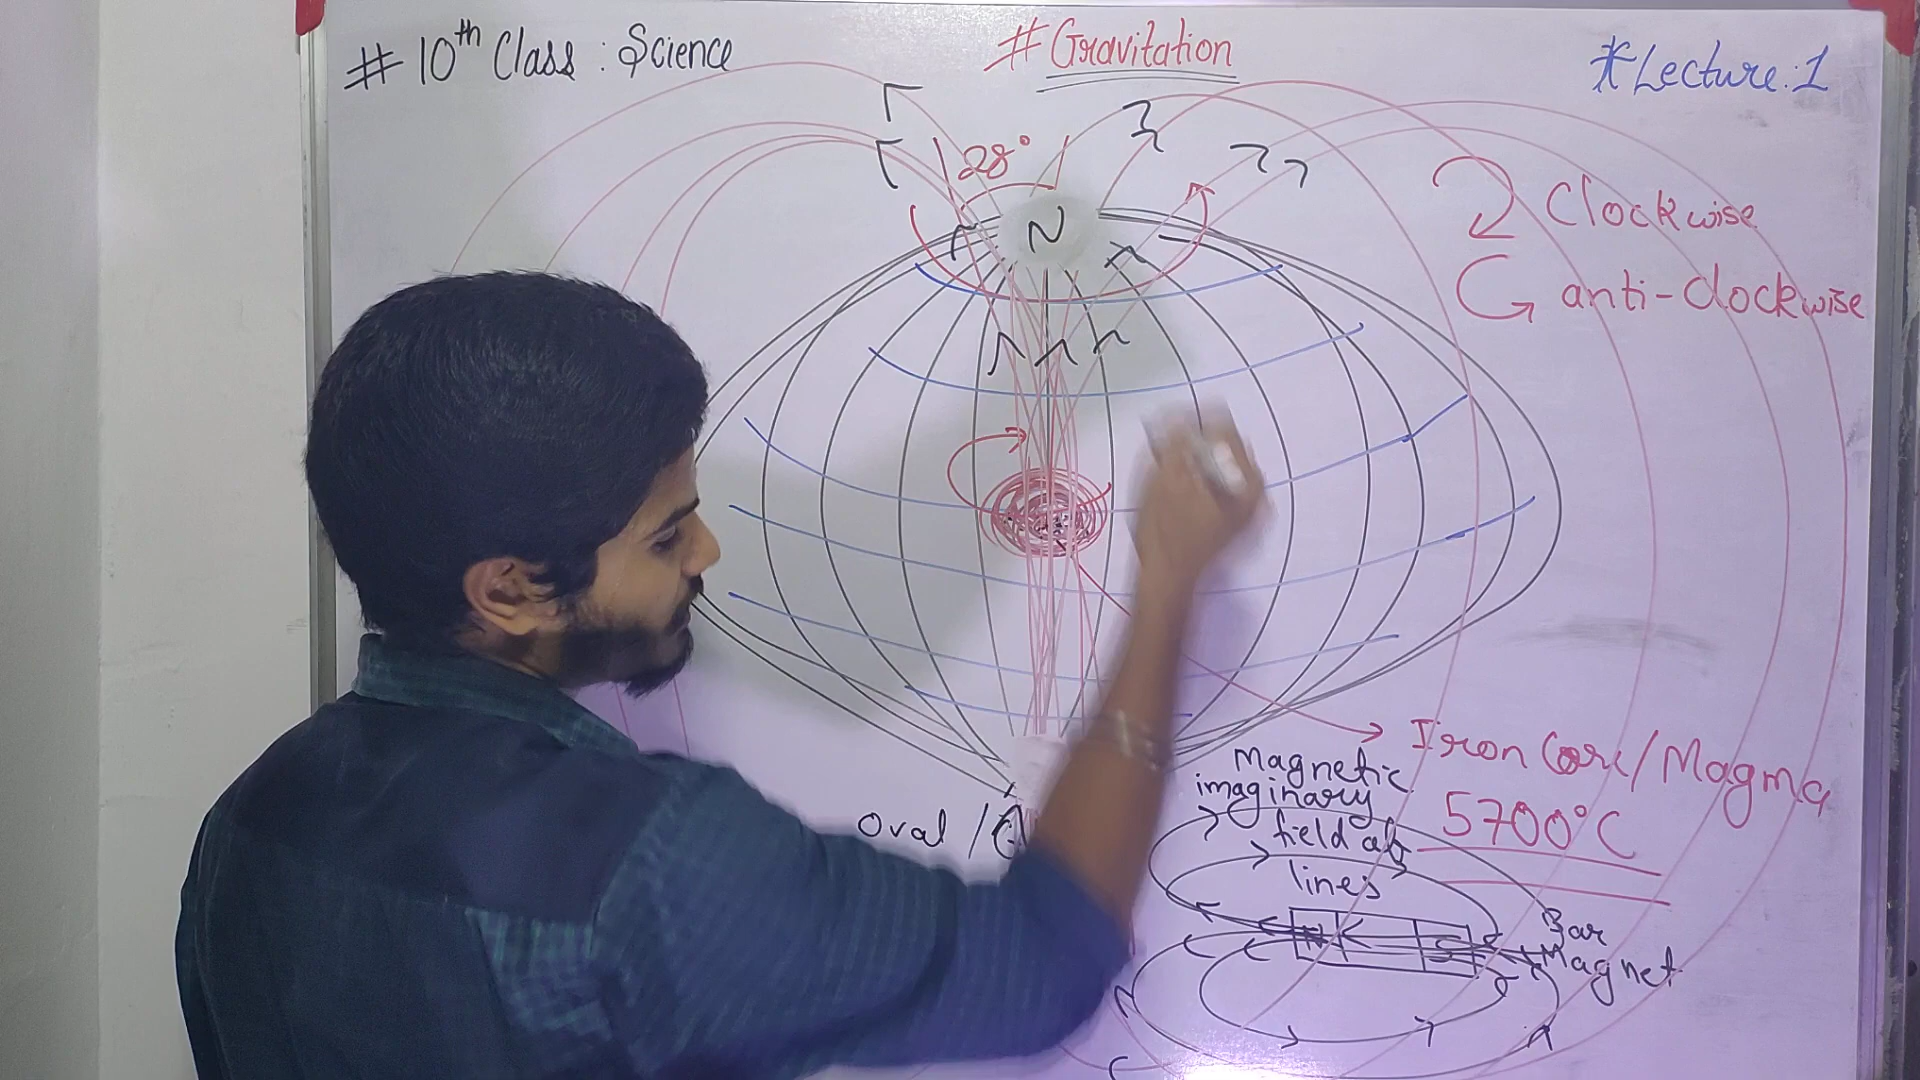 # 10th Class : Science
# Gravitation
* Lecture:1
28°
N
Clockwise
anti-clockwise
Iron Core/Magma
5700°C
Magnetic
imaginary
field
lines
oval /
N
S
Bar
Magnet